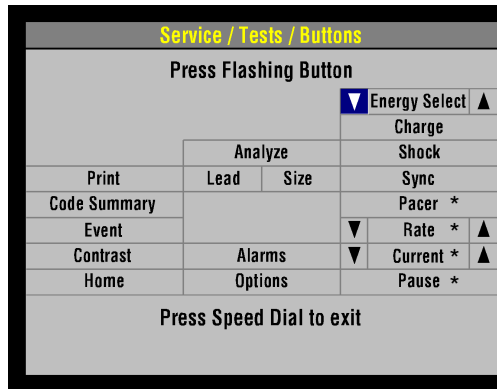 Service / Tests / Buttons
Press Flashing Button
▼ Energy Select ▲
Charge
Analyze Shock
Print Lead Size Sync
Code Summary Pacer *
Event ▼ Rate * ▲
Contrast Alarms ▼ Current * ▲
Home Options Pause *
Press Speed Dial to exit